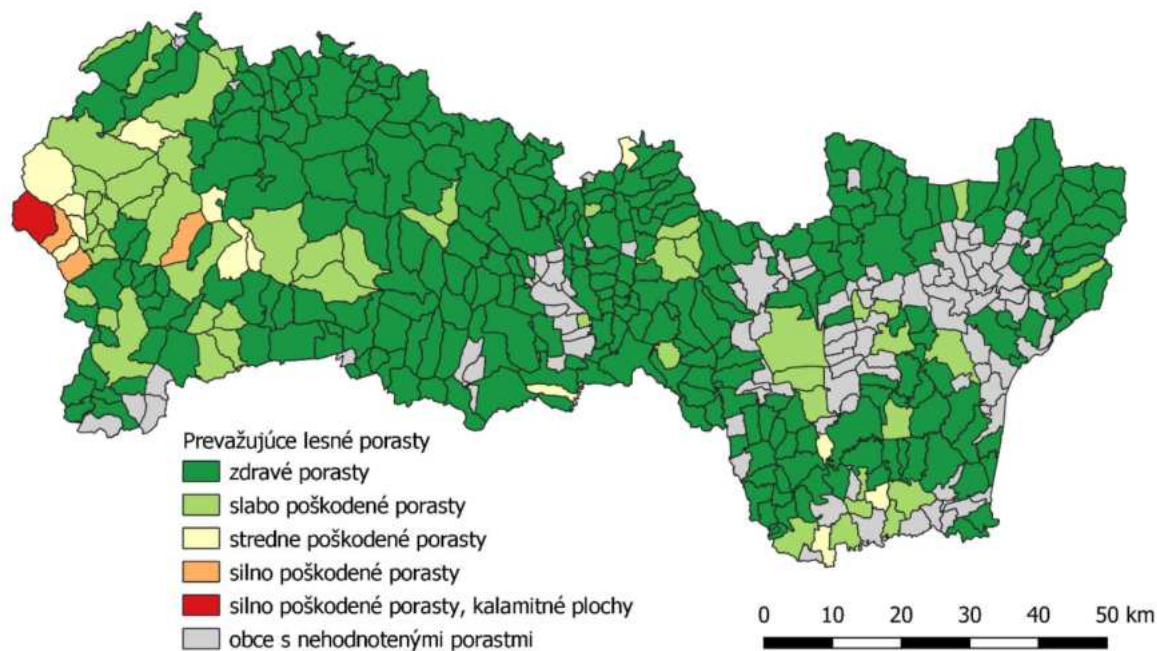 Prevažujúce lesné porasty
zdravé porasty
slabo poškodené porasty
stredne poškodené porasty
silno poškodené porasty
silno poškodené porasty, kalamitné plochy
obce s nehodnotenými porastmi
0 10 20 30 40 50 km